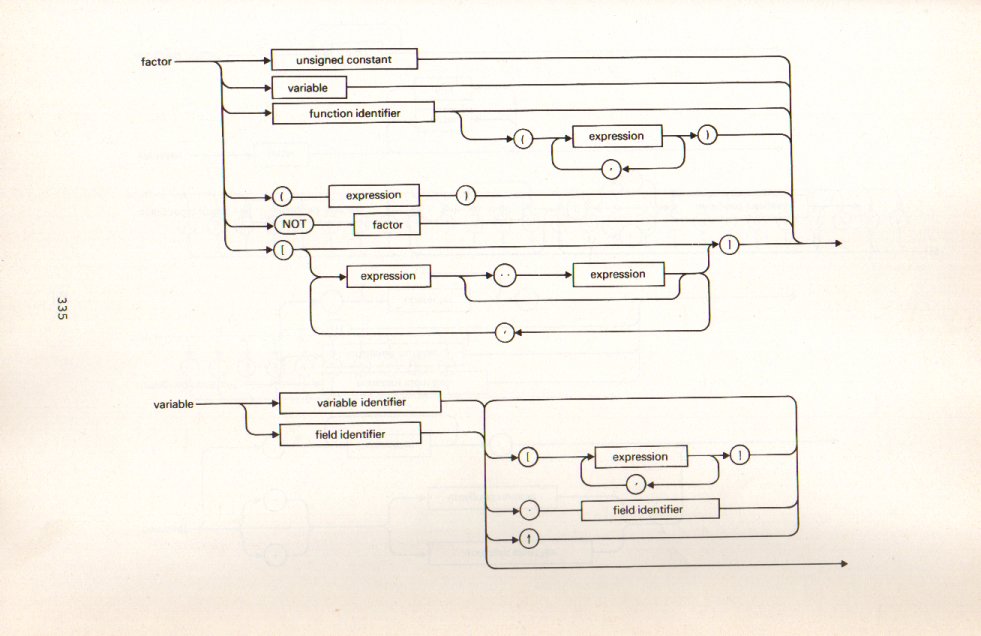 factor
unsigned constant
variable
function identifier
( expression )
,
( expression )
NOT factor
[ ]
expression .. expression
,
335
variable
variable identifier
field identifier
[ expression ]
,
. field identifier
↑